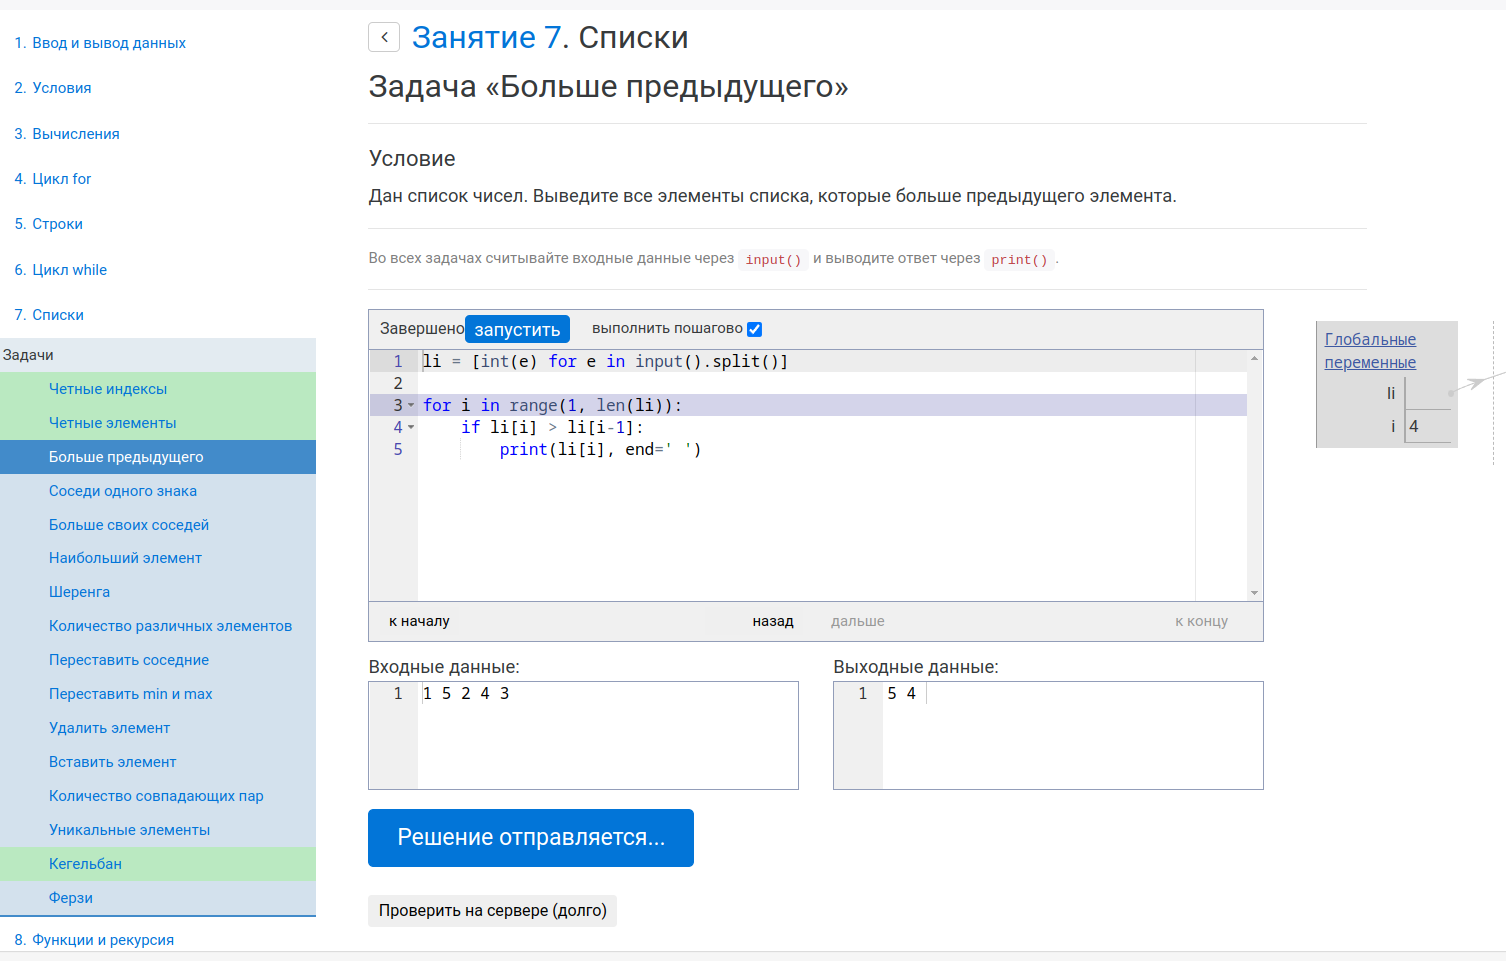 1. Ввод и вывод данных
2. Условия
3. Вычисления
4. Цикл for
5. Строки
6. Цикл while
7. Списки
Задачи
Четные индексы
Четные элементы
Больше предыдущего
Соседи одного знака
Больше своих соседей
Наибольший элемент
Шеренга
Количество различных элементов
Переставить соседние
Переставить min и max
Удалить элемент
Вставить элемент
Количество совпадающих пар
Уникальные элементы
Кегельбан
Ферзи
8. Функции и рекурсия
Занятие 7. Списки
Задача «Больше предыдущего»
Условие
Дан список чисел. Выведите все элементы списка, которые больше предыдущего элемента.
Во всех задачах считывайте входные данные через input() и выводите ответ через print().
Завершено запустить выполнить пошагово
1 li = [int(e) for e in input().split()]
2
3 for i in range(1, len(li)):
4     if li[i] > li[i-1]:
5         print(li[i], end=' ')
к началу назад дальше к концу
Глобальные
переменные
li
i 4
Входные данные:
1 1 5 2 4 3
Выходные данные:
1 5 4
Решение отправляется...
Проверить на сервере (долго)